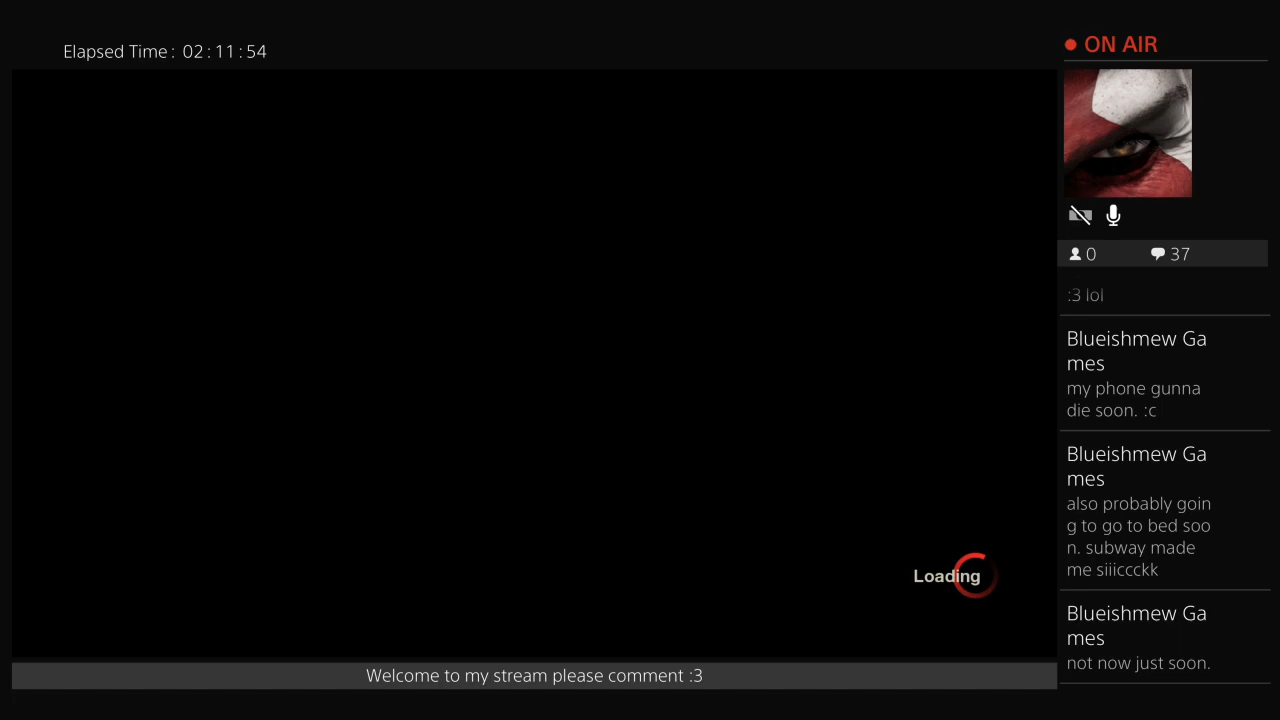 Elapsed Time : 02 : 11 : 54
ON AIR
0
37
:3 lol
Blueishmew Ga
mes
my phone gunna
die soon. :c
Blueishmew Ga
mes
also probably goin
g to go to bed soo
n. subway made
me siiiccckk
Blueishmew Ga
mes
not now just soon.
Loading
Welcome to my stream please comment :3